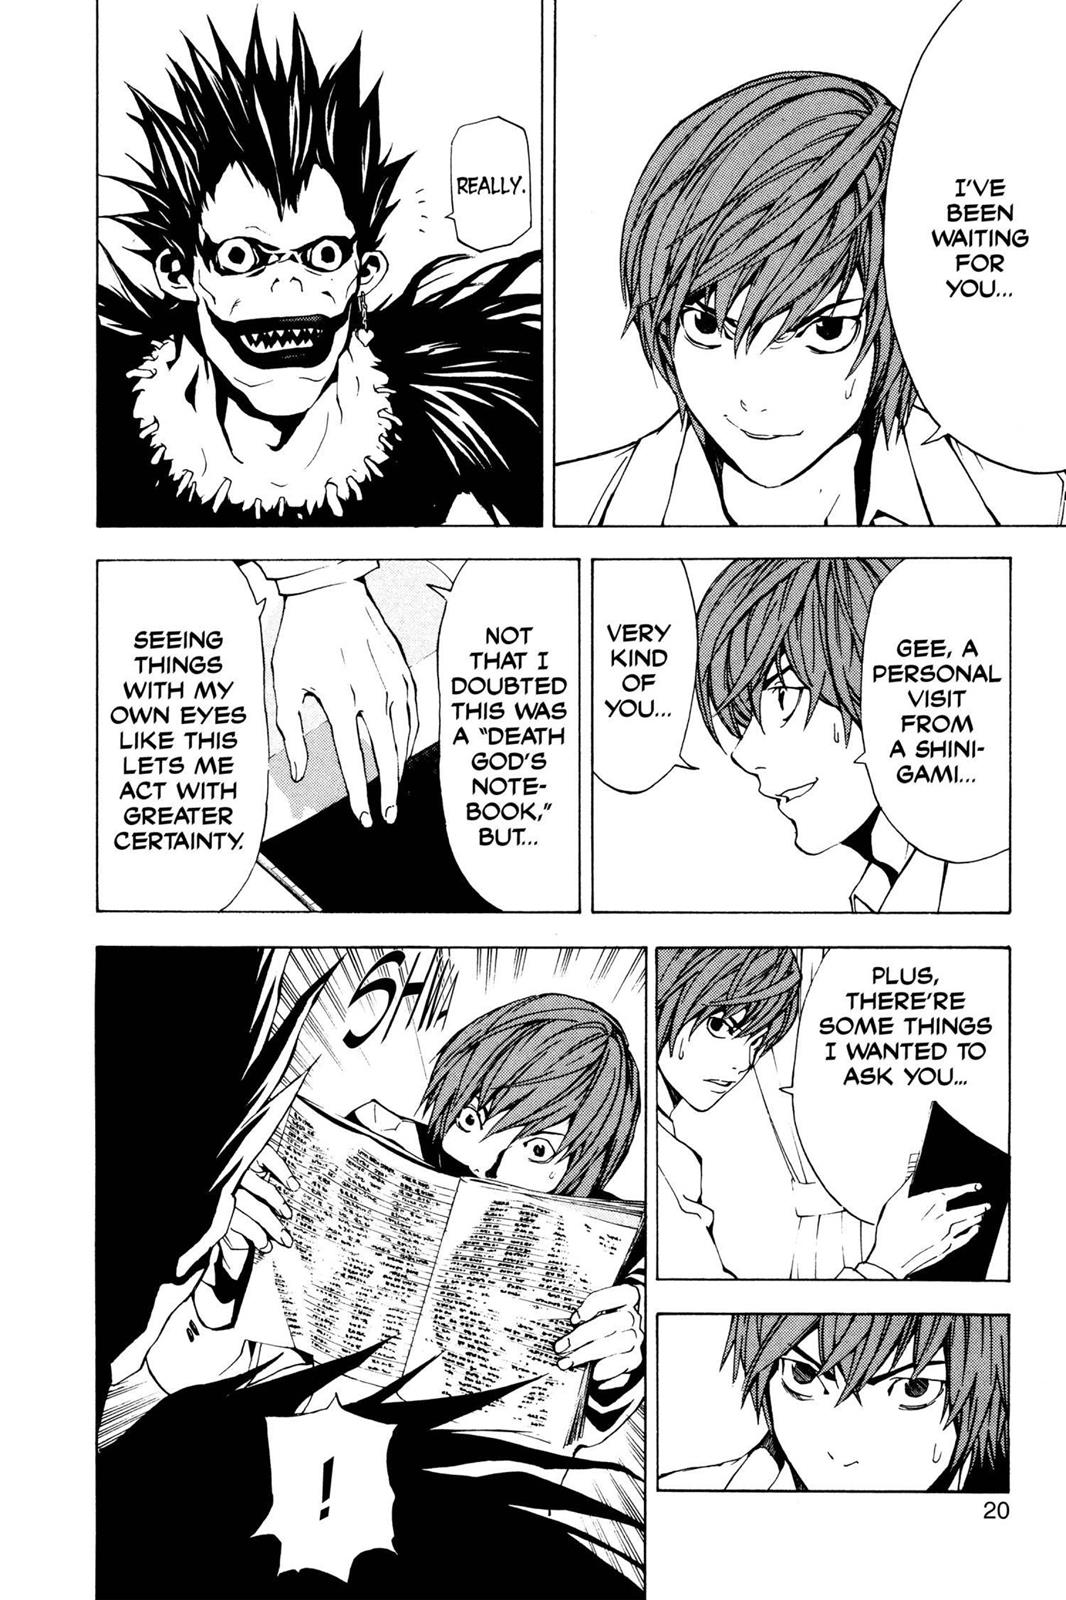 I'VE
BEEN
WAITING
FOR
YOU...
REALLY.
GEE, A
PERSONAL
VISIT
FROM
A SHINI-
GAMI...
VERY
KIND
OF
YOU...
NOT
THAT I
DOUBTED
THIS WAS
A "DEATH
GOD'S
NOTE-
BOOK,"
BUT...
SEEING
THINGS
WITH MY
OWN EYES
LIKE THIS
LETS ME
ACT WITH
GREATER
CERTAINTY.
PLUS,
THERE'RE
SOME THINGS
I WANTED TO
ASK YOU...
!
20